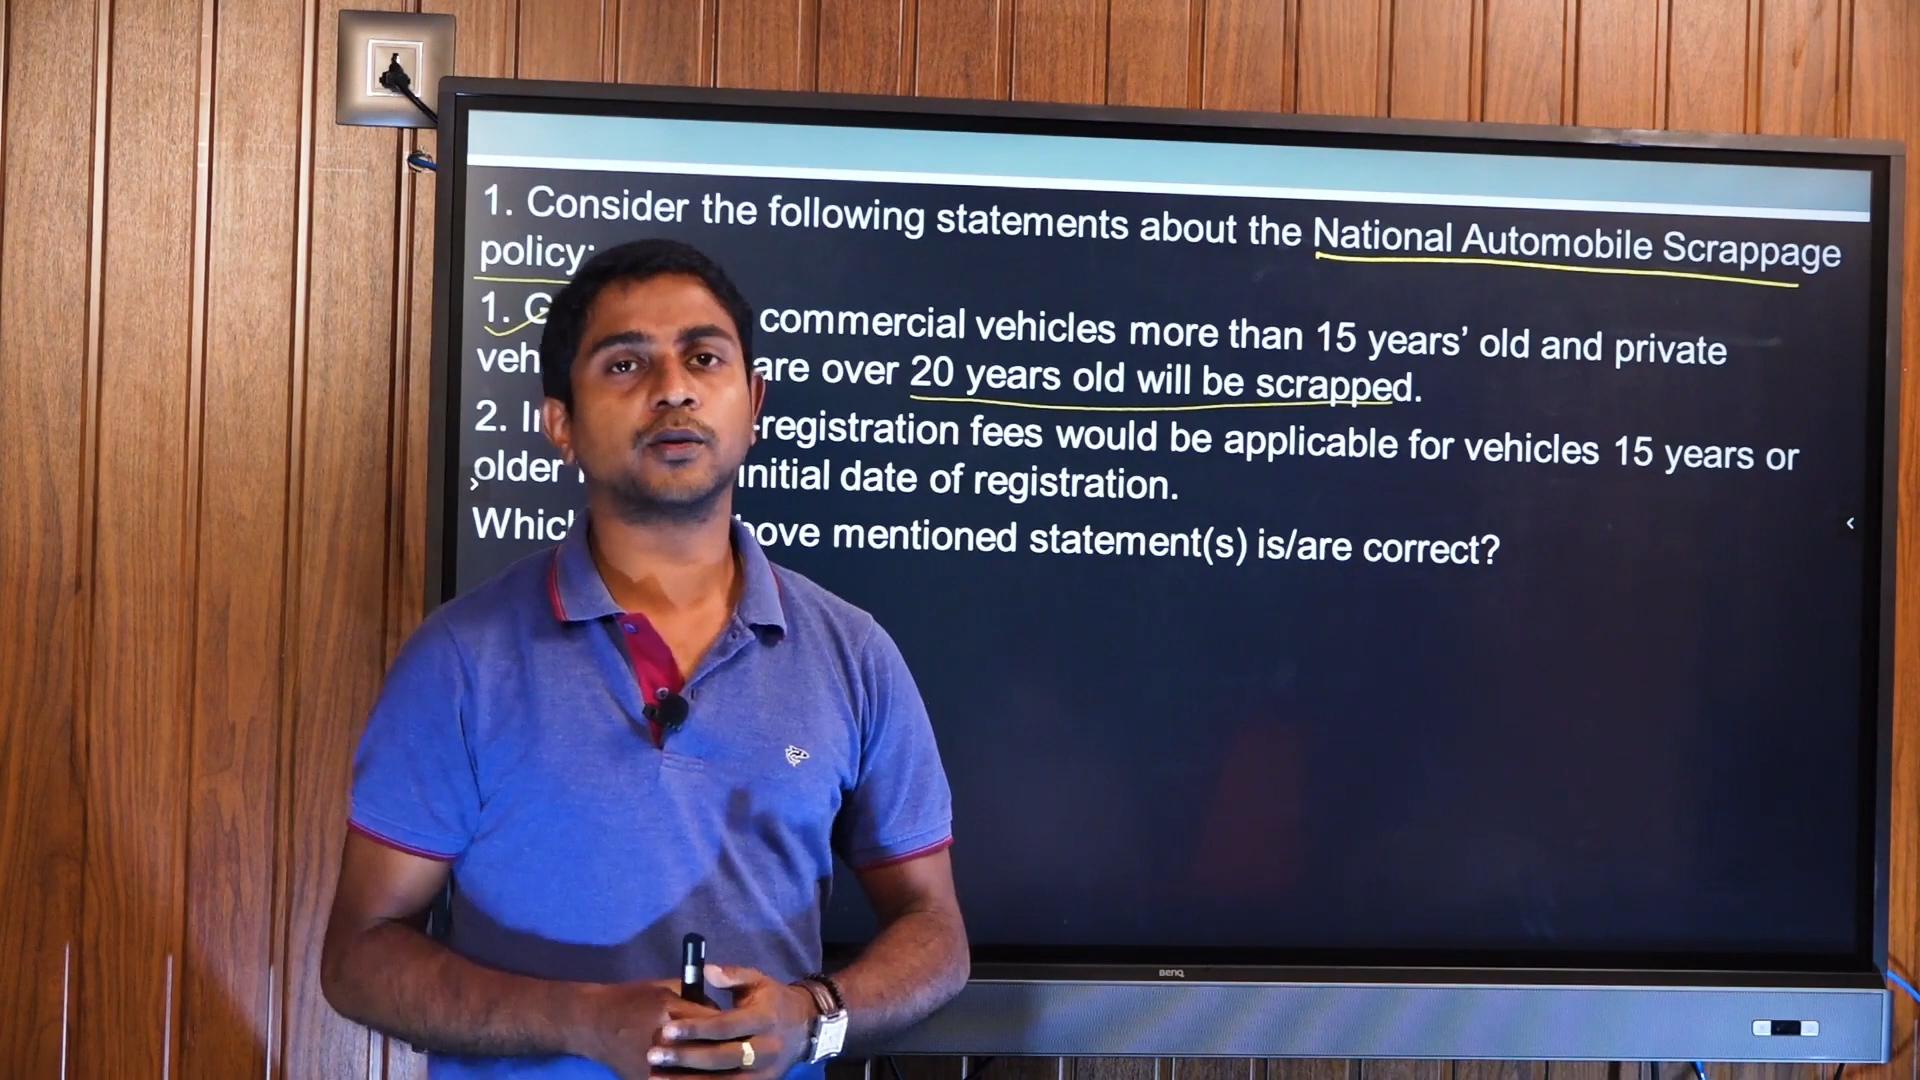 1. Consider the following statements about the National Automobile Scrappage
policy:
1. G commercial vehicles more than 15 years' old and private
veh are over 20 years old will be scrapped.
2. I -registration fees would be applicable for vehicles 15 years or
older initial date of registration.
Which bove mentioned statement(s) is/are correct?
BenQ